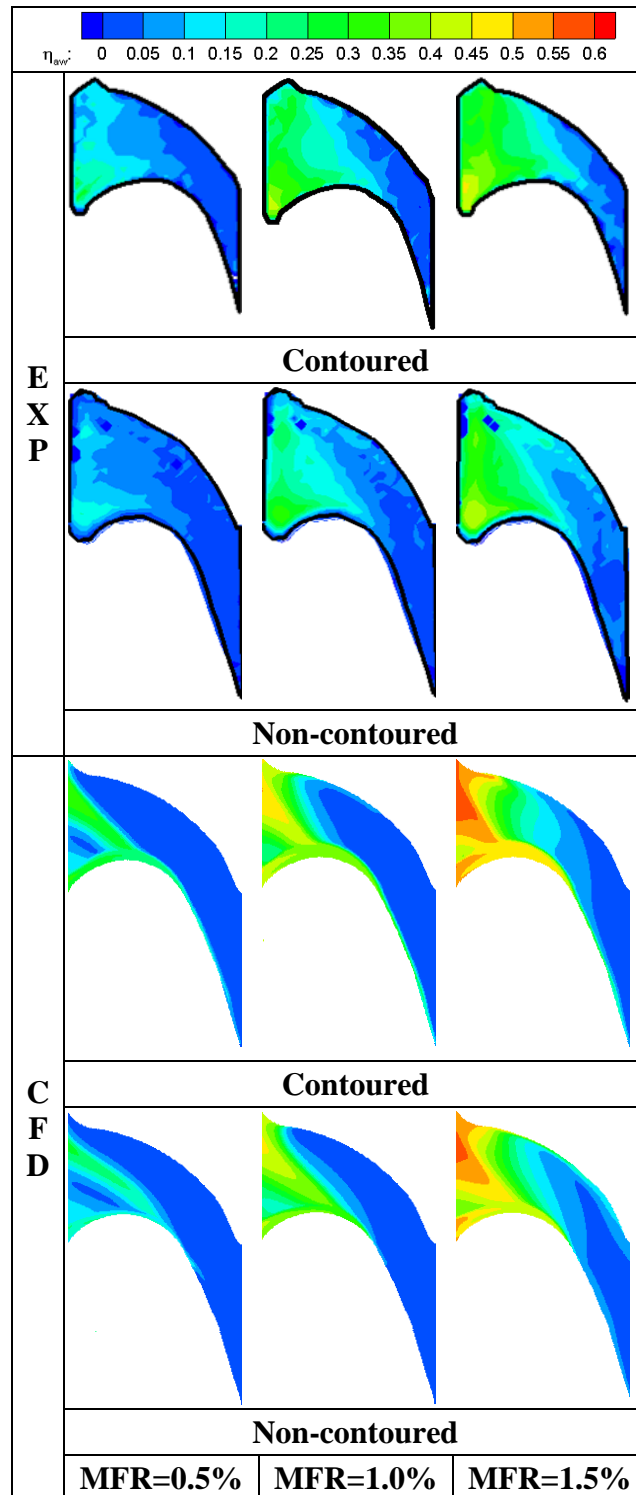 η_aw: 0 0.05 0.1 0.15 0.2 0.25 0.3 0.35 0.4 0.45 0.5 0.55 0.6
Contoured
E
X
P
Non-contoured
Contoured
C
F
D
Non-contoured
MFR=0.5% MFR=1.0% MFR=1.5%